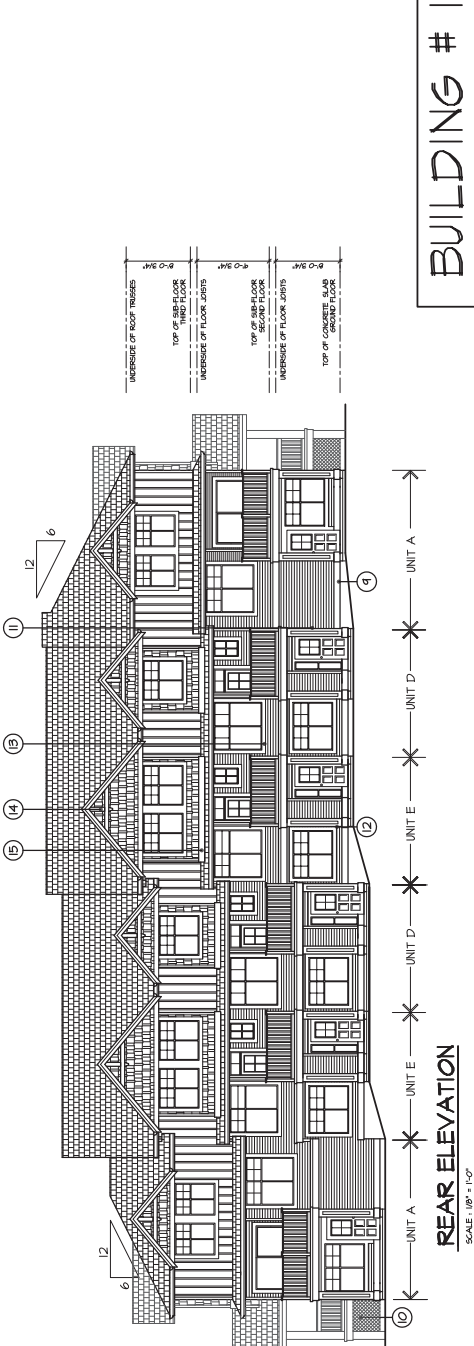 12
6
11
13
14
15
12
6
UNDERSIDE OF ROOF TRUSSES
8'-0 3/4"
TOP OF SUB-FLOOR
THIRD FLOOR
UNDERSIDE OF FLOOR JOISTS
9'-0 3/4"
TOP OF SUB-FLOOR
SECOND FLOOR
UNDERSIDE OF FLOOR JOISTS
8'-0 3/4"
TOP OF CONCRETE SLAB
GROUND FLOOR
10
12
9
UNIT A
UNIT E
UNIT D
UNIT E
UNIT D
UNIT A
REAR ELEVATION
SCALE : 1/8" = 1'-0"
BUILDING # 1